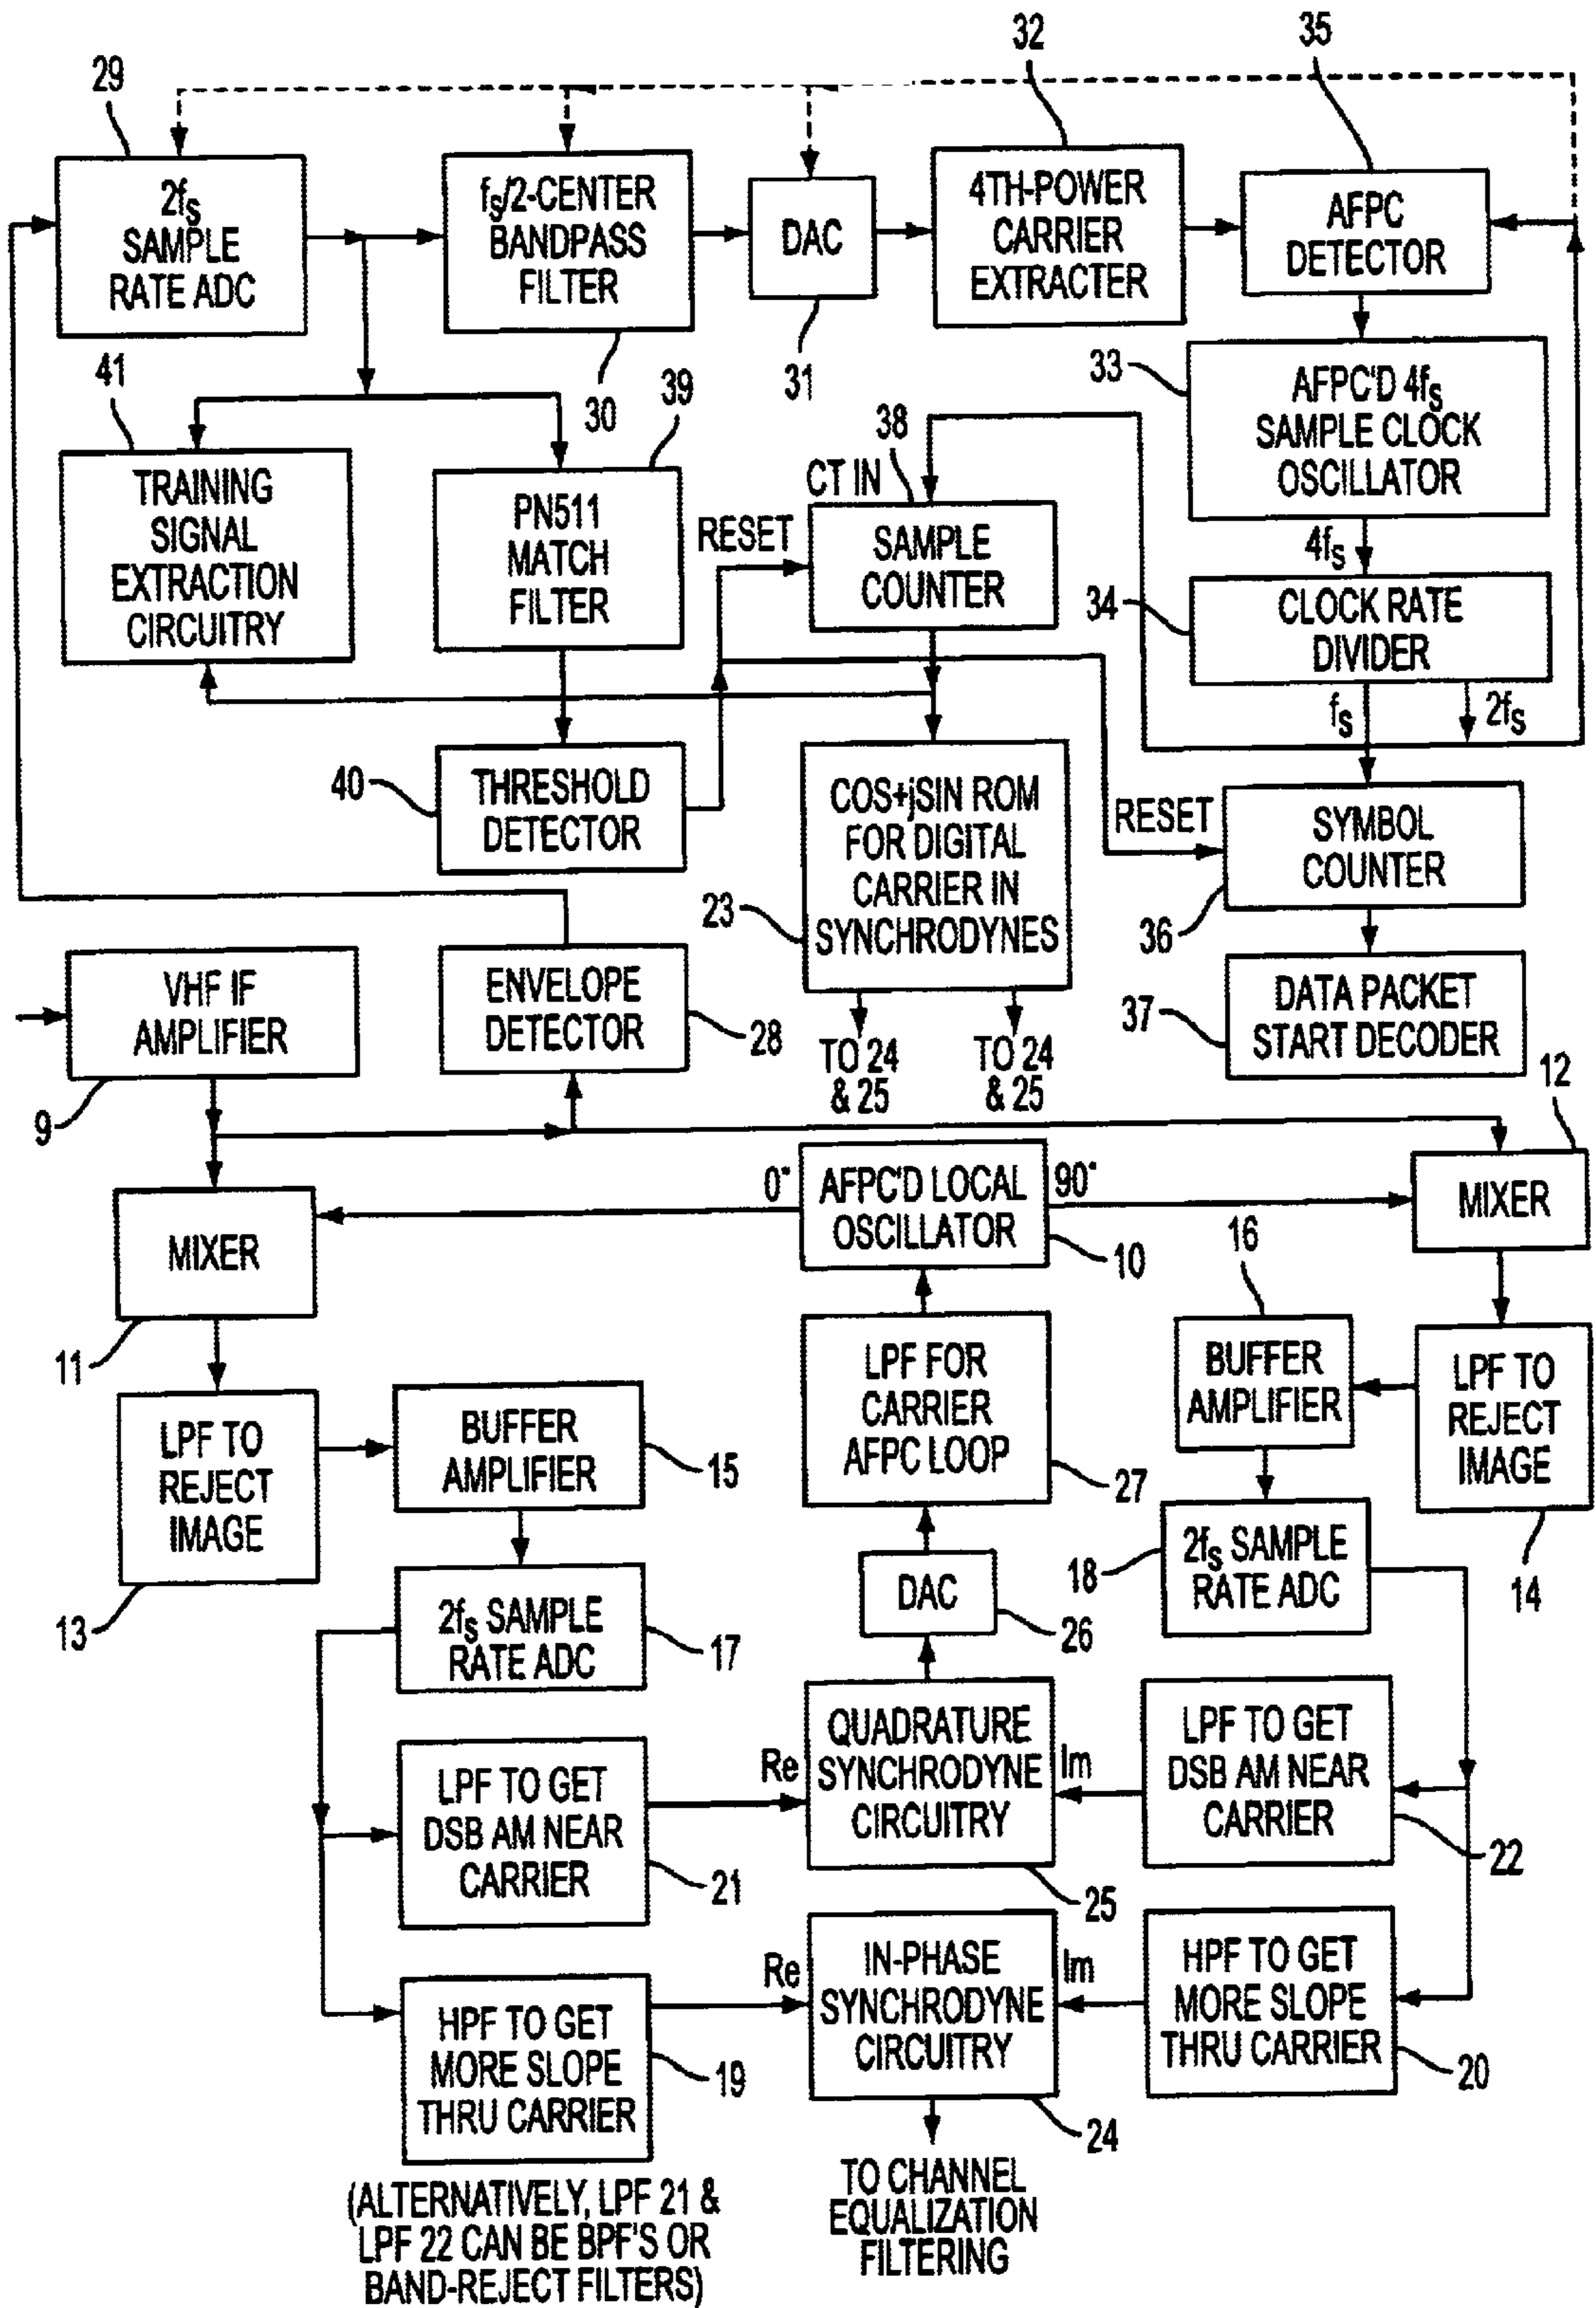 32
35
29
2fs
SAMPLE
RATE ADC
fs/2-CENTER
BANDPASS
FILTER
DAC
4TH-POWER
CARRIER
EXTRACTER
AFPC
DETECTOR
31
30
41
39
38
33
AFPC'D 4fs
SAMPLE CLOCK
OSCILLATOR
TRAINING
SIGNAL
EXTRACTION
CIRCUITRY
PN511
MATCH
FILTER
CT IN
RESET
SAMPLE
COUNTER
4fs
34
CLOCK RATE
DIVIDER
fs
2fs
40
THRESHOLD
DETECTOR
COS+jSIN ROM
FOR DIGITAL
CARRIER IN
SYNCHRODYNES
23
RESET
SYMBOL
COUNTER
36
VHF IF
AMPLIFIER
9
ENVELOPE
DETECTOR
28
TO 24
& 25
TO 24
& 25
37
DATA PACKET
START DECODER
12
MIXER
11
0°
AFPC'D LOCAL
OSCILLATOR
90°
10
MIXER
16
LPF TO
REJECT
IMAGE
13
BUFFER
AMPLIFIER
15
LPF FOR
CARRIER
AFPC LOOP
27
BUFFER
AMPLIFIER
LPF TO
REJECT
IMAGE
14
2fs SAMPLE
RATE ADC
17
DAC
26
18
2fs SAMPLE
RATE ADC
LPF TO GET
DSB AM NEAR
CARRIER
21
Re
QUADRATURE
SYNCHRODYNE
CIRCUITRY
25
Im
LPF TO GET
DSB AM NEAR
CARRIER
22
HPF TO GET
MORE SLOPE
THRU CARRIER
19
Re
IN-PHASE
SYNCHRODYNE
CIRCUITRY
24
Im
HPF TO GET
MORE SLOPE
THRU CARRIER
20
(ALTERNATIVELY, LPF 21 &
LPF 22 CAN BE BPF'S OR
BAND-REJECT FILTERS)
TO CHANNEL
EQUALIZATION
FILTERING